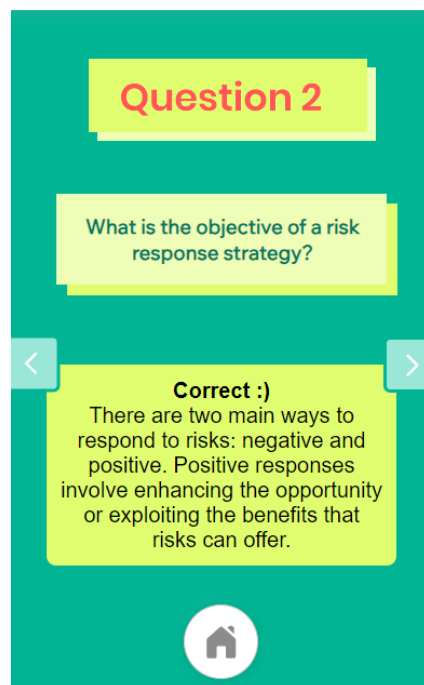 Question 2
What is the objective of a risk
response strategy?
Correct :)
There are two main ways to
respond to risks: negative and
positive. Positive responses
involve enhancing the opportunity
or exploiting the benefits that
risks can offer.